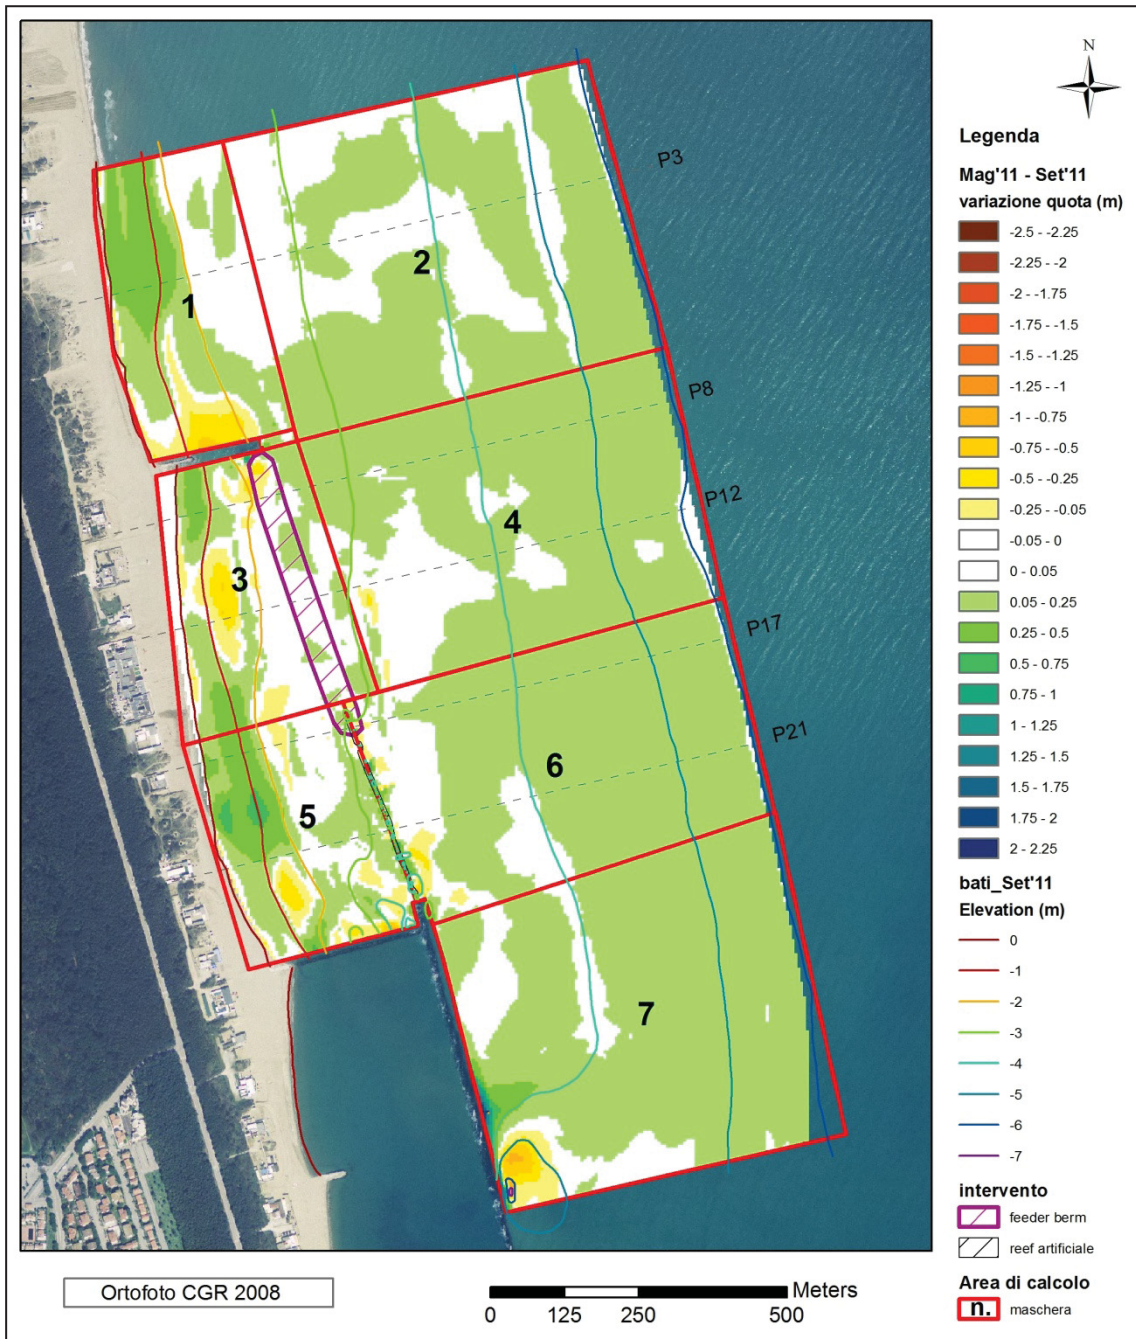 N
P3
P8
P12
P17
P21
1
2
3
4
5
6
7
Legenda
Mag'11 - Set'11
variazione quota (m)
-2.5 - -2.25
-2.25 - -2
-2 - -1.75
-1.75 - -1.5
-1.5 - -1.25
-1.25 - -1
-1 - -0.75
-0.75 - -0.5
-0.5 - -0.25
-0.25 - -0.05
-0.05 - 0
0 - 0.05
0.05 - 0.25
0.25 - 0.5
0.5 - 0.75
0.75 - 1
1 - 1.25
1.25 - 1.5
1.5 - 1.75
1.75 - 2
2 - 2.25
bati_Set'11
Elevation (m)
0
-1
-2
-3
-4
-5
-6
-7
intervento
feeder berm
reef artificiale
Area di calcolo
n. maschera
Ortofoto CGR 2008
Meters
0 125 250 500